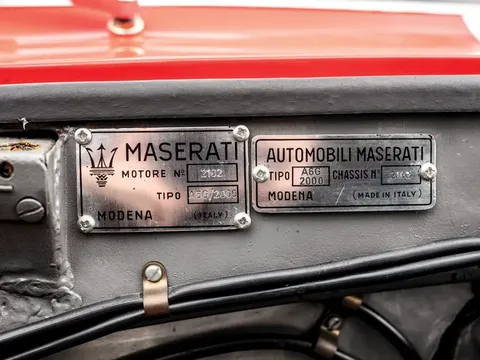 MASERATI
MOTORE Nº 2102
TIPO A6G/2000
MODENA (ITALY)
AUTOMOBILI MASERATI
TIPO A6G 2000 CHASSIS Nº 2102
MODENA (MADE IN ITALY)